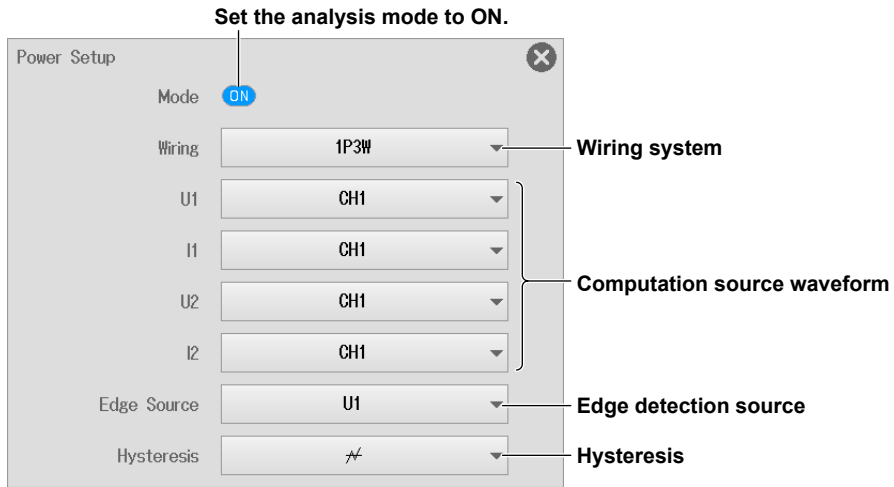 Set the analysis mode to ON.
Power Setup
Mode ON
Wiring 1P3W Wiring system
U1 CH1
I1 CH1
Computation source waveform
U2 CH1
I2 CH1
Edge Source U1 Edge detection source
Hysteresis Hysteresis